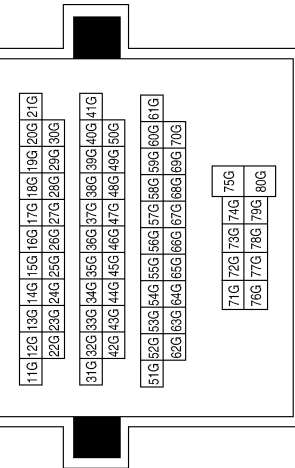 11G 12G 13G 14G 15G 16G 17G 18G 19G 20G 21G
22G 23G 24G 25G 26G 27G 28G 29G 30G
31G 32G 33G 34G 35G 36G 37G 38G 39G 40G 41G
42G 43G 44G 45G 46G 47G 48G 49G 50G
51G 52G 53G 54G 55G 56G 57G 58G 59G 60G 61G
62G 63G 64G 65G 66G 67G 68G 69G 70G
71G 72G 73G 74G 75G
76G 77G 78G 79G 80G